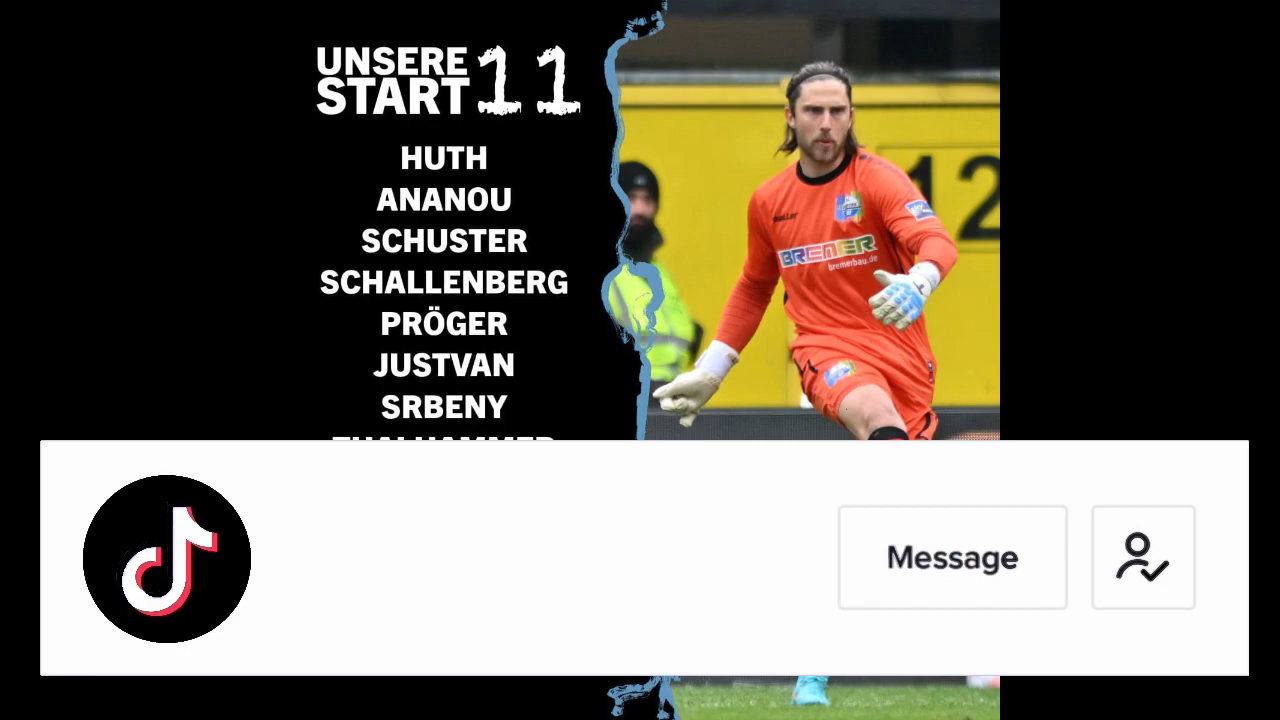 UNSERE
START 11
HUTH
ANANOU
SCHUSTER
SCHALLENBERG
PRÖGER
JUSTVAN
SRBENY
12
BREMER
bremerbau.de
Message